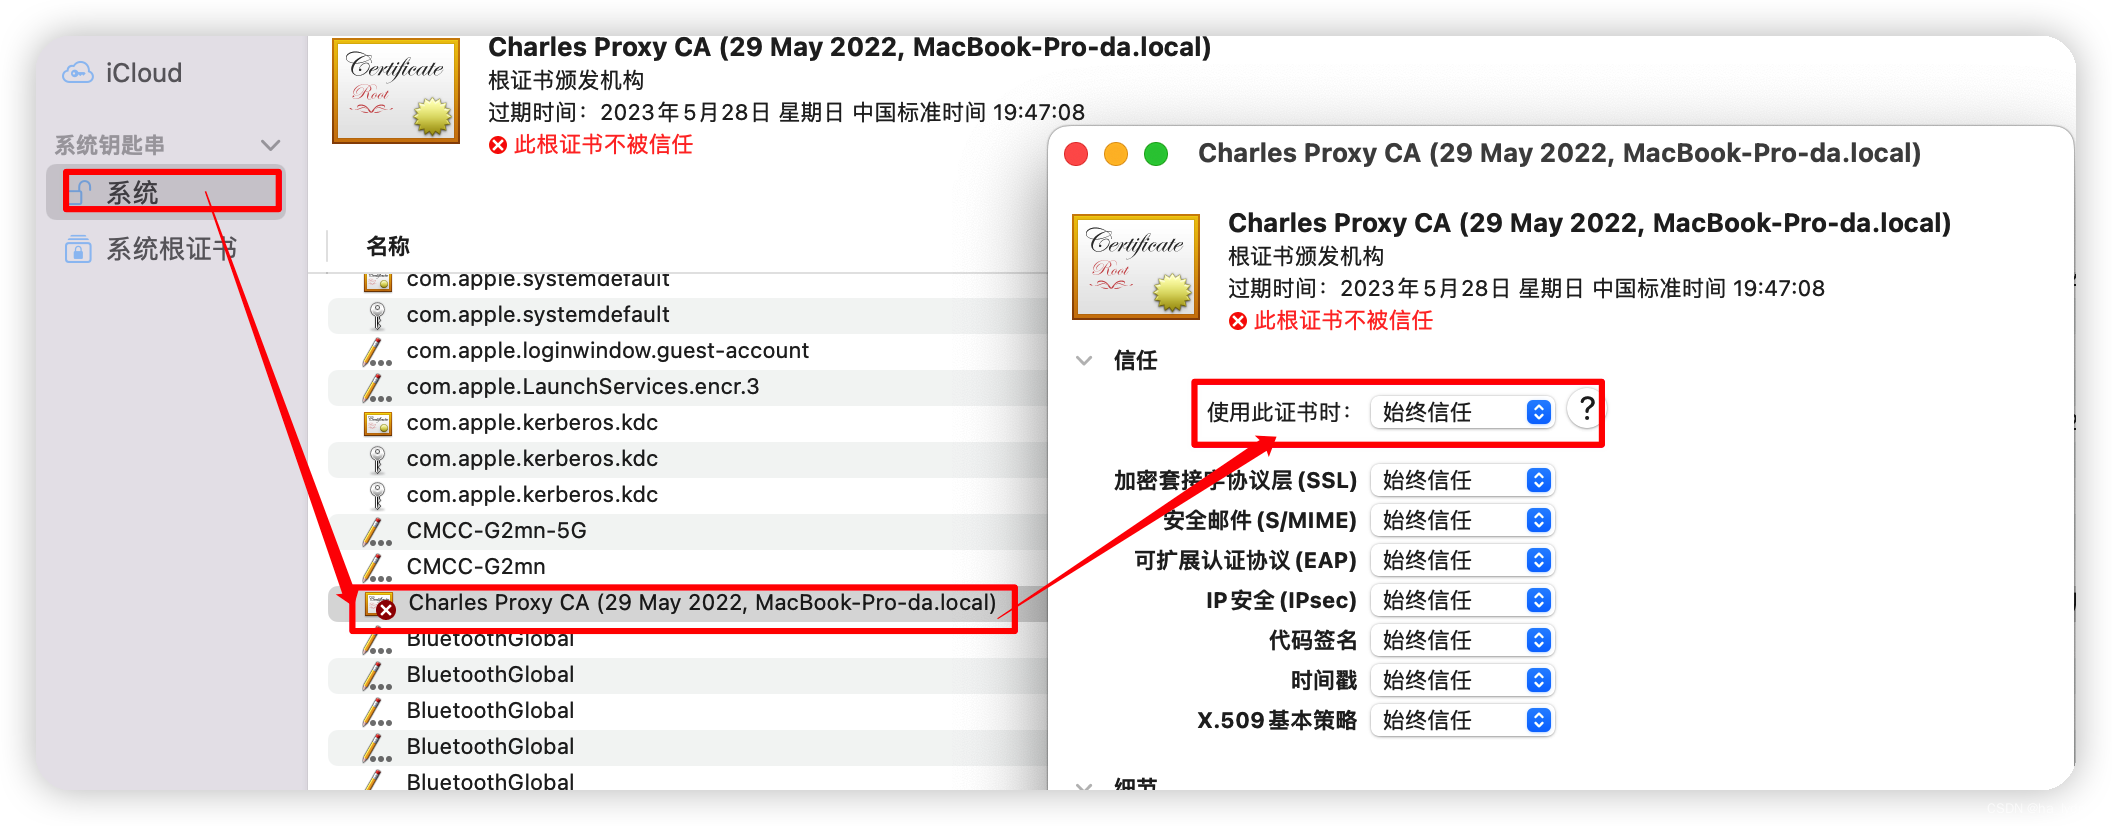 iCloud
系统钥匙串
系统
系统根证书
Certificate
Root
Charles Proxy CA (29 May 2022, MacBook-Pro-da.local)
根证书颁发机构
过期时间：2023年5月28日 星期日 中国标准时间 19:47:08
此根证书不被信任
名称
com.apple.systemdefault
com.apple.systemdefault
com.apple.loginwindow.guest-account
com.apple.LaunchServices.encr.3
com.apple.kerberos.kdc
com.apple.kerberos.kdc
com.apple.kerberos.kdc
CMCC-G2mn-5G
CMCC-G2mn
Charles Proxy CA (29 May 2022, MacBook-Pro-da.local)
BluetoothGlobal
BluetoothGlobal
BluetoothGlobal
BluetoothGlobal
BluetoothGlobal
Charles Proxy CA (29 May 2022, MacBook-Pro-da.local)
Certificate
Root
Charles Proxy CA (29 May 2022, MacBook-Pro-da.local)
根证书颁发机构
过期时间：2023年5月28日 星期日 中国标准时间 19:47:08
此根证书不被信任
信任
使用此证书时： 始终信任 ?
加密套接字协议层 (SSL) 始终信任
安全邮件 (S/MIME) 始终信任
可扩展认证协议 (EAP) 始终信任
IP 安全 (IPsec) 始终信任
代码签名 始终信任
时间戳 始终信任
X.509 基本策略 始终信任
细节